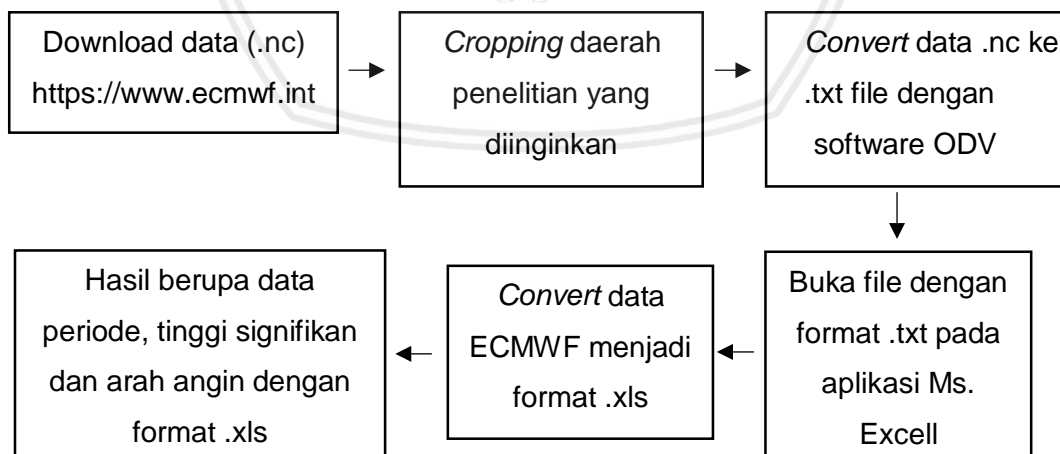 Download data (.nc)
https://www.ecmwf.int
Cropping daerah
penelitian yang
diinginkan
Convert data .nc ke
.txt file dengan
software ODV
Buka file dengan
format .txt pada
aplikasi Ms.
Excell
Convert data
ECMWF menjadi
format .xls
Hasil berupa data
periode, tinggi signifikan
dan arah angin dengan
format .xls